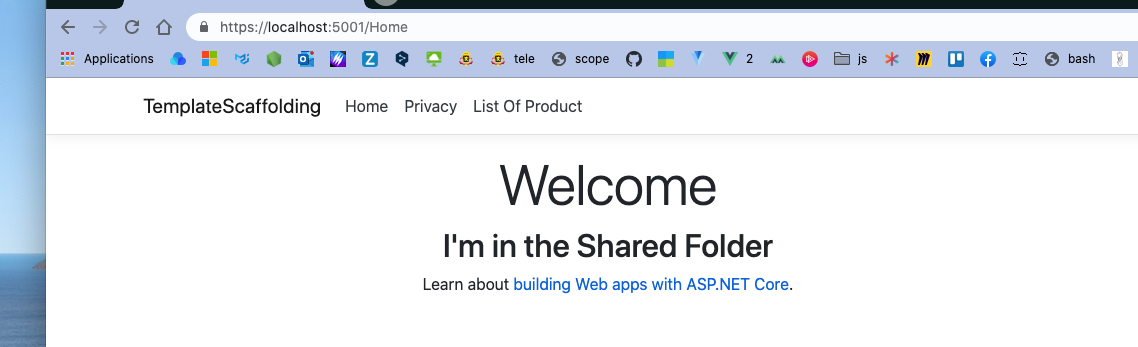 https://localhost:5001/Home
Applications tele scope 2 js bash
TemplateScaffolding Home Privacy List Of Product
Welcome
I'm in the Shared Folder
Learn about building Web apps with ASP.NET Core.